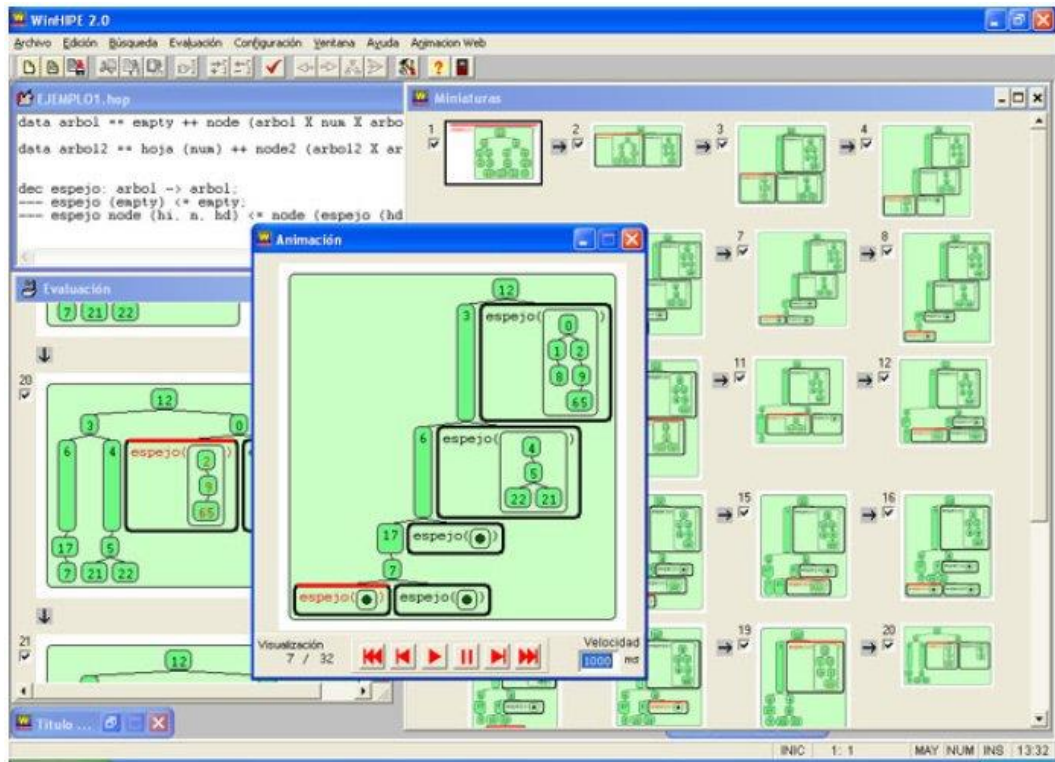 WinHIPE 2.0
Archivo Edición Búsqueda Evaluación Configuración Ventana Ayuda Animacion Web
EJEMPLO1.hop
data arbol == empty ++ node (arbol X num X arbo
data arbol2 == hoja (num) ++ node2 (arbol2 X ar
dec espejo: arbol -> arbol;
--- espejo (empty) <= empty;
--- espejo node (hi, n, hd) <= node (espejo (hd
Evaluación
7 21 22
20
12
3 0
6 4 espejo( 2 9 65
17 5
7 21 22
21
12
Título ...
Animación
12
3 espejo( 0 )
1 2
8 9
65
6 espejo( 4 )
5
22 21
17 espejo( )
7
espejo( ) espejo( )
Visualización
7 / 32
Velocidad
1000 ms
Miniaturas
1 2 3 4
7 8
11 12
15 16
19 20
INIC 1: 1 MAY NUM INS 13:32